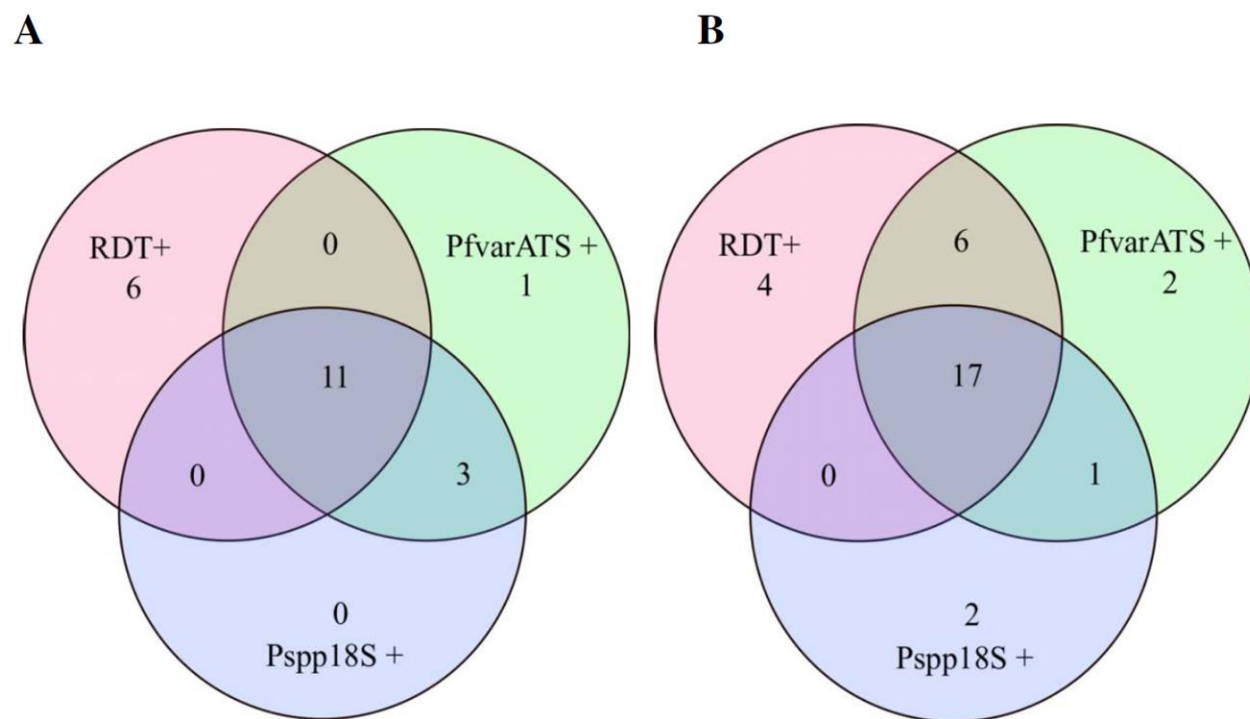 A
RDT+
6
0
PfvarATS +
1
11
0
3
0
Pspp18S +
B
RDT+
4
6
PfvarATS +
2
17
0
1
2
Pspp18S +